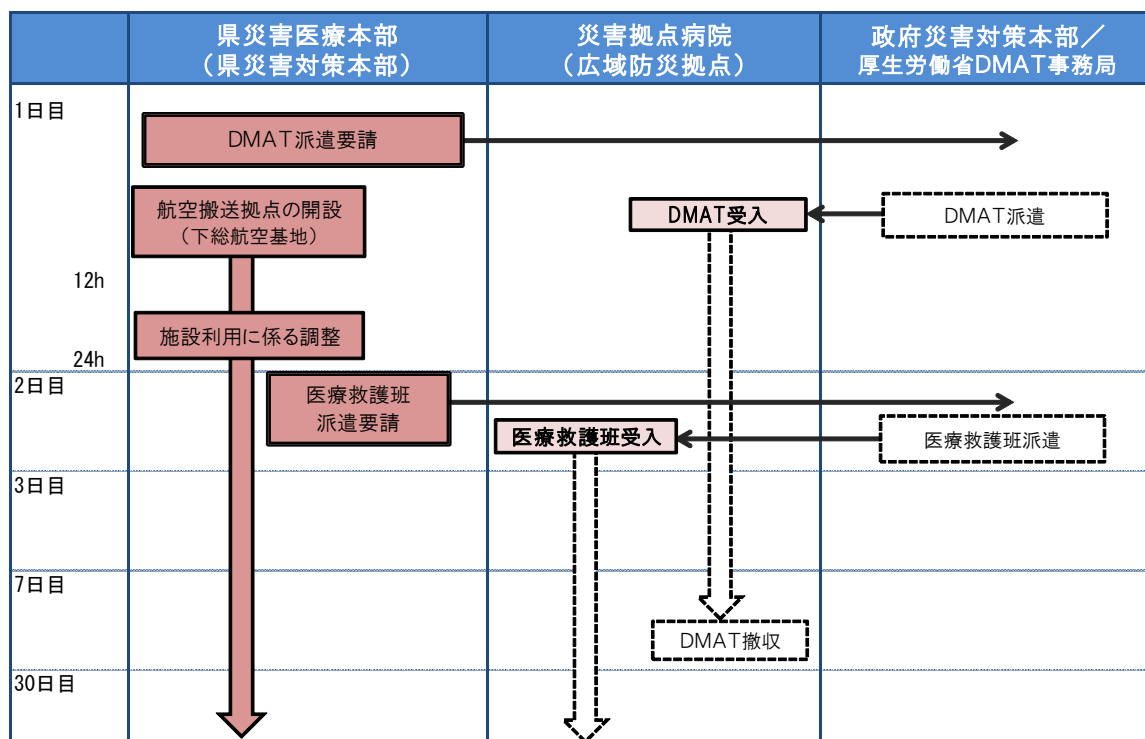 県災害医療本部
（県災害対策本部）
災害拠点病院
（広域防災拠点）
政府災害対策本部／
厚生労働省DMAT事務局
1日目
DMAT派遣要請
航空搬送拠点の開設
（下総航空基地）
DMAT受入
DMAT派遣
12h
施設利用に係る調整
24h
2日目
医療救護班
派遣要請
医療救護班受入
医療救護班派遣
3日目
7日目
DMAT撤収
30日目